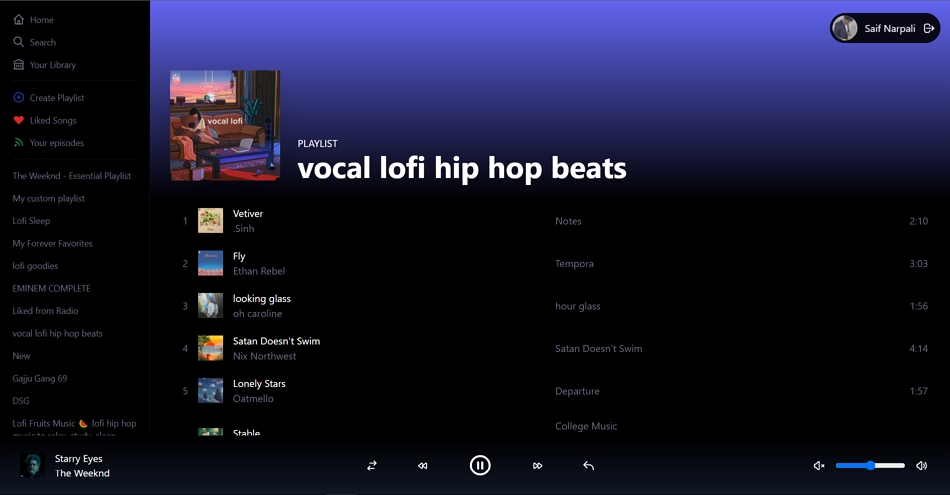 Home
Search
Your Library
Create Playlist
Liked Songs
Your episodes
The Weeknd - Essential Playlist
My custom playlist
Lofi Sleep
My Forever Favorites
lofi goodies
EMINEM COMPLETE
Liked from Radio
vocal lofi hip hop beats
New
Gajju Gang 69
DSG
Lofi Fruits Music 🍉 lofi hip hop
music to relax, study, sleep
Saif Narpali
vocal lofi
PLAYLIST
vocal lofi hip hop beats
1 Vetiver Notes 2:10
.Sinh
2 Fly Tempora 3:03
Ethan Rebel
3 looking glass hour glass 1:56
oh caroline
4 Satan Doesn't Swim Satan Doesn't Swim 4:14
Nix Northwest
5 Lonely Stars Departure 1:57
Oatmello
Stable College Music
Starry Eyes
The Weeknd